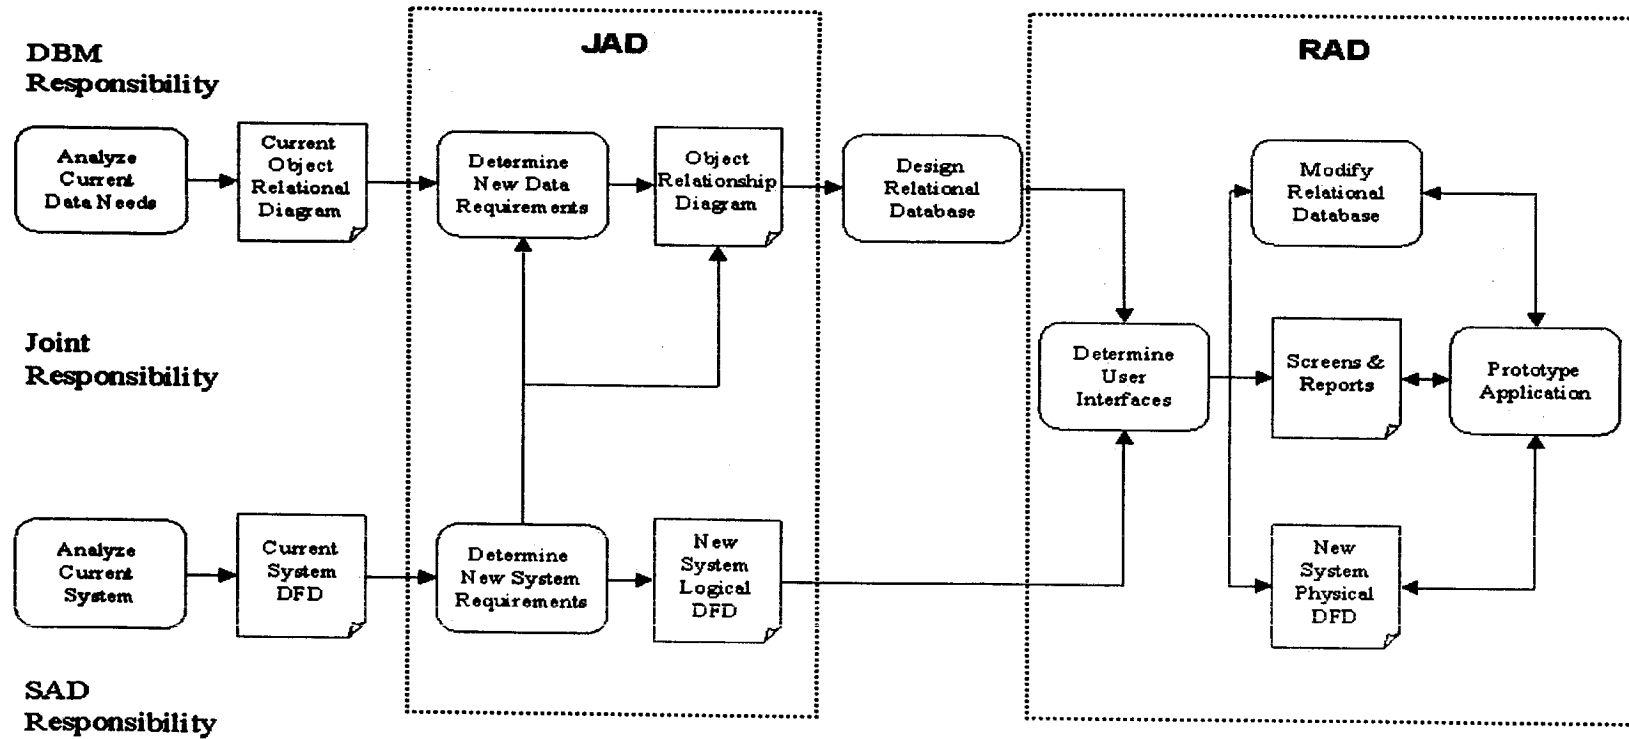 DBM
Responsibility
JAD
RAD
Analyze
Current
Data Needs
Current
Object
Relational
Diagram
Determine
New Data
Requirements
Object
Relationship
Diagram
Design
Relational
Database
Modify
Relational
Database
Joint
Responsibility
Determine
User
Interfaces
Screens &
Reports
Prototype
Application
Analyze
Current
System
Current
System
DFD
Determine
New System
Requirements
New
System
Logical
DFD
New
System
Physical
DFD
SAD
Responsibility